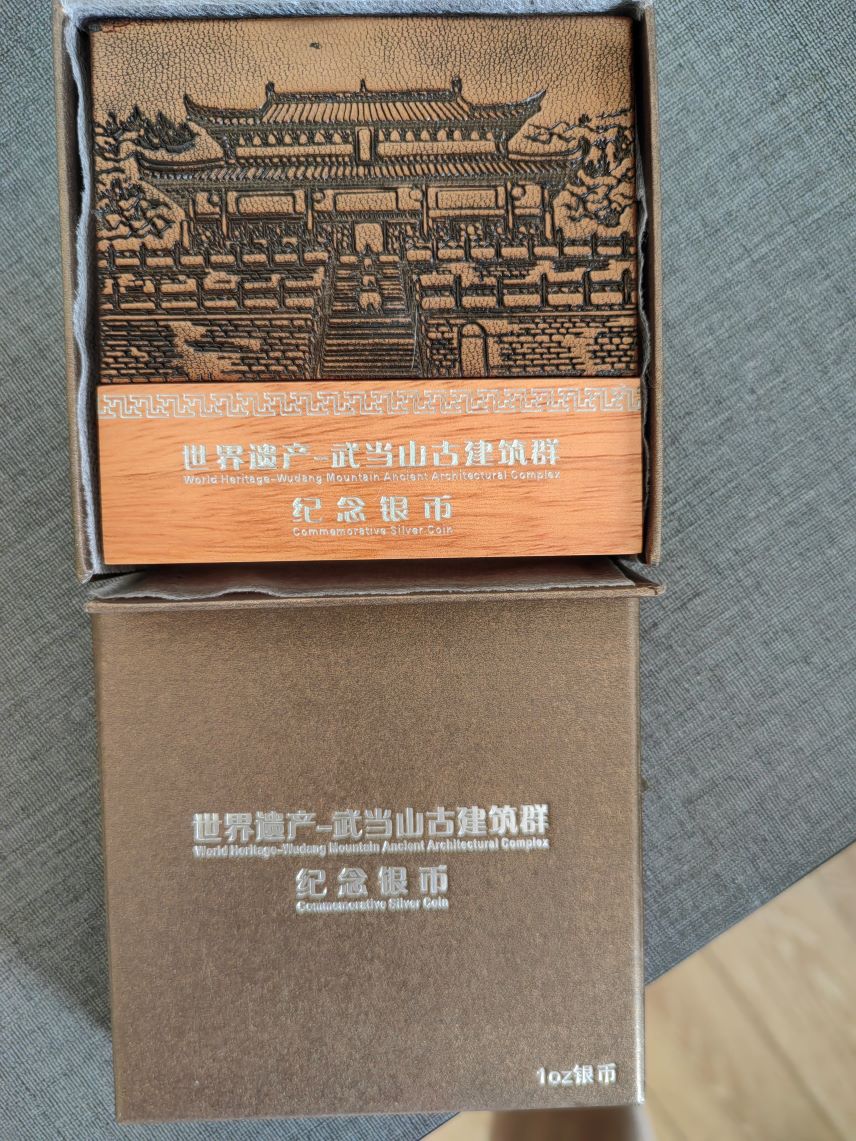 世界遗产-武当山古建筑群
World Heritage-Wudang Mountain Ancient Architectural Complex
纪念银币
Commemorative Silver Coin
世界遗产-武当山古建筑群
World Heritage-Wudang Mountain Ancient Architectural Complex
纪念银币
Commemorative Silver Coin
1oz银币